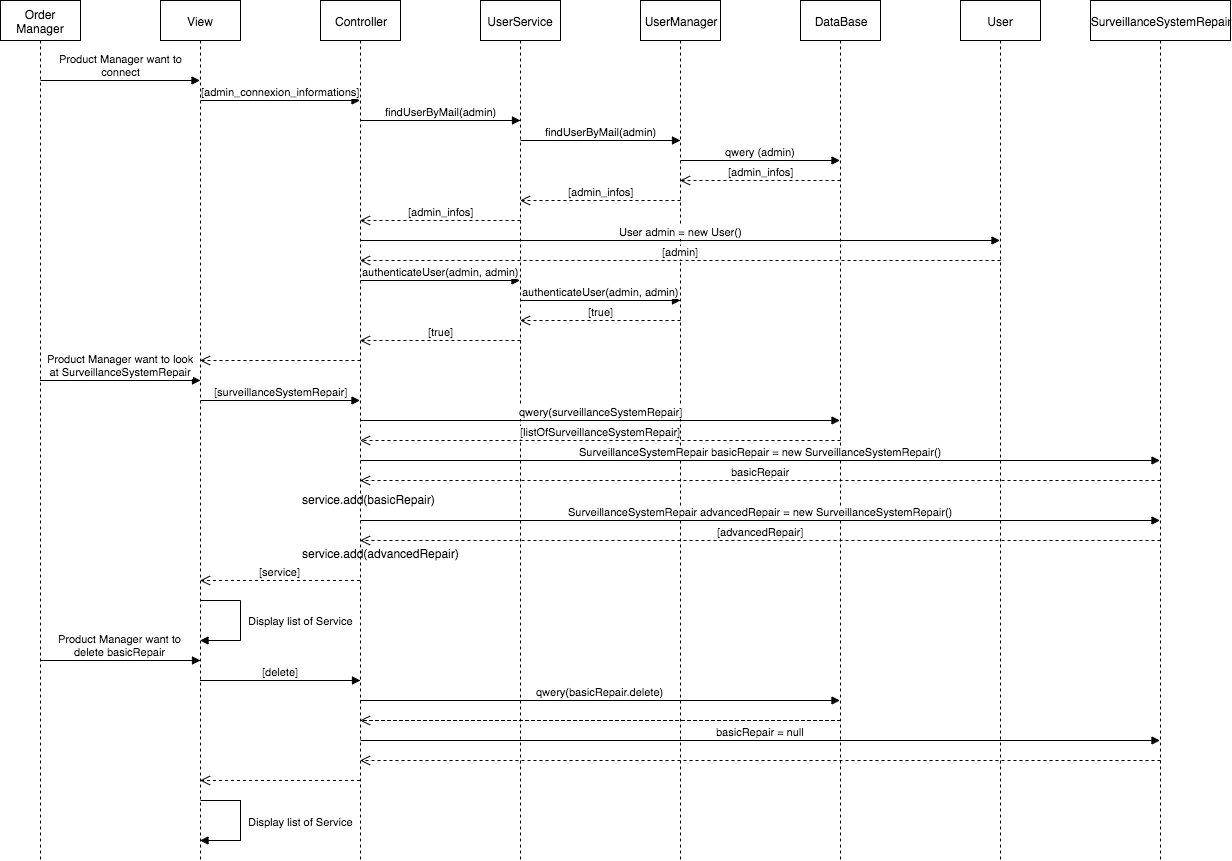 Order
Manager
View
Controller
UserService
UserManager
DataBase
User
SurveillanceSystemRepair
Product Manager want to
connect
[admin_connexion_informations]
findUserByMail(admin)
findUserByMail(admin)
qwery (admin)
[admin_infos]
[admin_infos]
[admin_infos]
User admin = new User()
[admin]
authenticateUser(admin, admin)
authenticateUser(admin, admin)
[true]
[true]
Product Manager want to look
at SurveillanceSystemRepair
[surveillanceSystemRepair]
qwery(surveillanceSystemRepair]
[listOfSurveillanceSystemRepair]
SurveillanceSystemRepair basicRepair = new SurveillanceSystemRepair()
basicRepair
service.add(basicRepair)
SurveillanceSystemRepair advancedRepair = new SurveillanceSystemRepair()
[advancedRepair]
service.add(advancedRepair)
[service]
Display list of Service
Product Manager want to
delete basicRepair
[delete]
qwery(basicRepair.delete)
basicRepair = null
Display list of Service